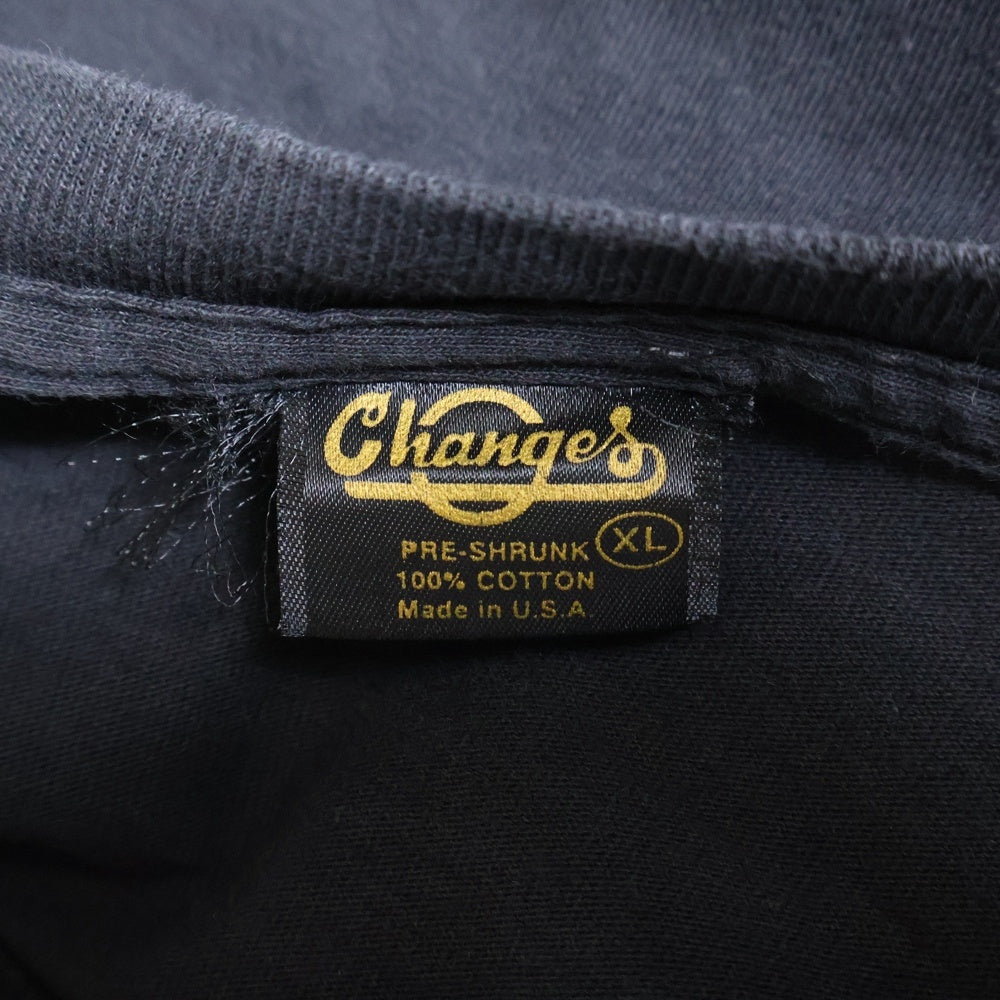 Changes
PRE-SHRUNK XL
100% COTTON
Made in U.S.A.